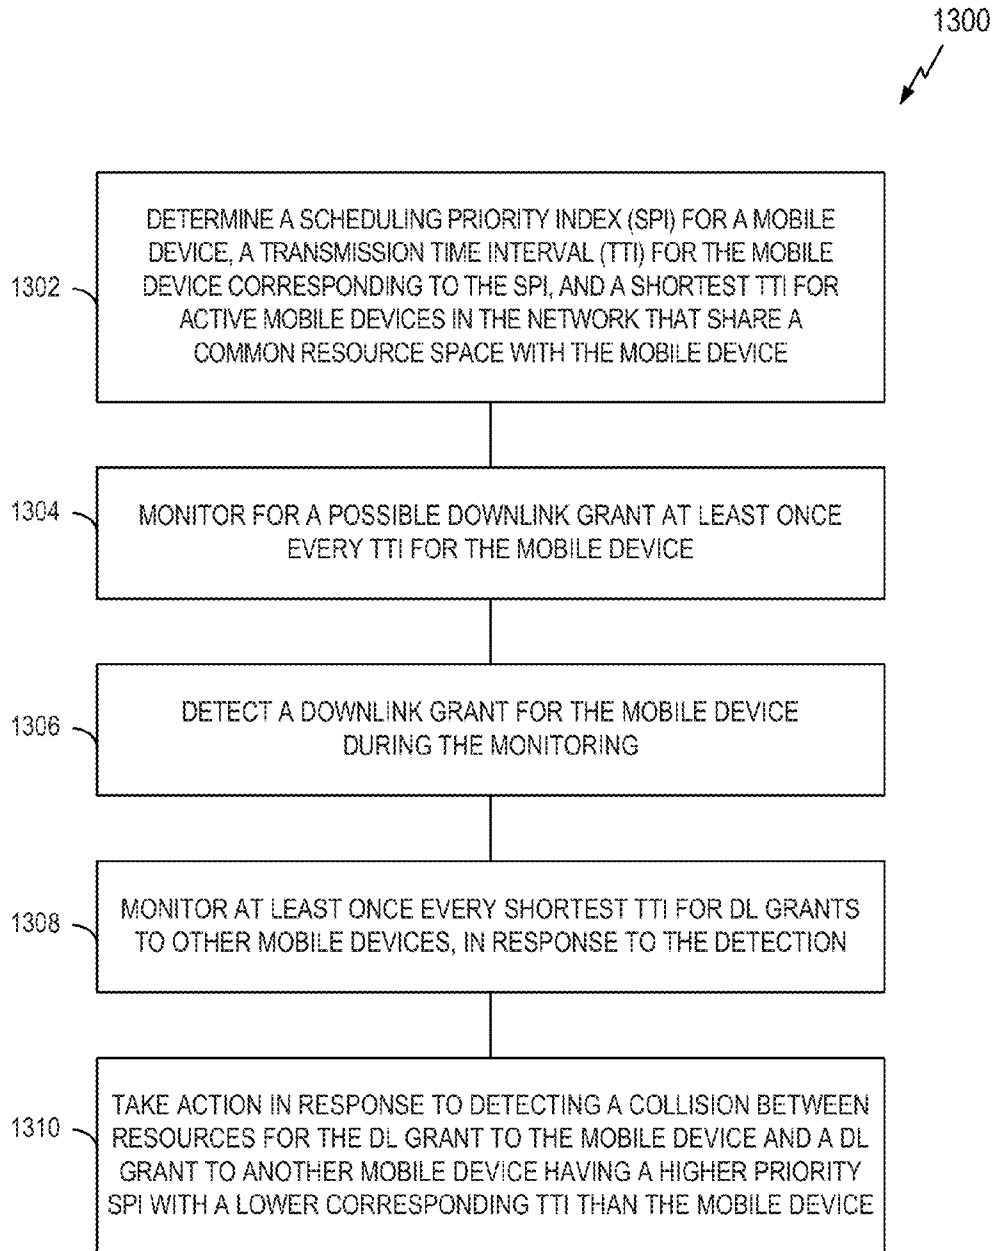 1300
1302
DETERMINE A SCHEDULING PRIORITY INDEX (SPI) FOR A MOBILE
DEVICE, A TRANSMISSION TIME INTERVAL (TTI) FOR THE MOBILE
DEVICE CORRESPONDING TO THE SPI, AND A SHORTEST TTI FOR
ACTIVE MOBILE DEVICES IN THE NETWORK THAT SHARE A
COMMON RESOURCE SPACE WITH THE MOBILE DEVICE
1304
MONITOR FOR A POSSIBLE DOWNLINK GRANT AT LEAST ONCE
EVERY TTI FOR THE MOBILE DEVICE
1306
DETECT A DOWNLINK GRANT FOR THE MOBILE DEVICE
DURING THE MONITORING
1308
MONITOR AT LEAST ONCE EVERY SHORTEST TTI FOR DL GRANTS
TO OTHER MOBILE DEVICES, IN RESPONSE TO THE DETECTION
1310
TAKE ACTION IN RESPONSE TO DETECTING A COLLISION BETWEEN
RESOURCES FOR THE DL GRANT TO THE MOBILE DEVICE AND A DL
GRANT TO ANOTHER MOBILE DEVICE HAVING A HIGHER PRIORITY
SPI WITH A LOWER CORRESPONDING TTI THAN THE MOBILE DEVICE